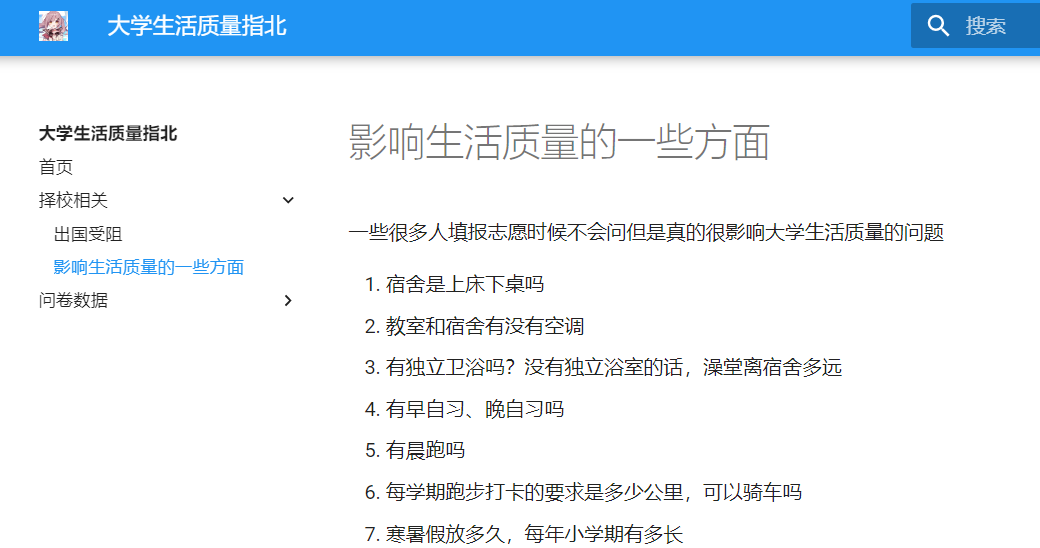 大学生活质量指北
搜索
大学生活质量指北
首页
择校相关
出国受阻
影响生活质量的一些方面
问卷数据
影响生活质量的一些方面
一些很多人填报志愿时候不会问但是真的很影响大学生活质量的问题
1. 宿舍是上床下桌吗
2. 教室和宿舍有没有空调
3. 有独立卫浴吗？没有独立浴室的话，澡堂离宿舍多远
4. 有早自习、晚自习吗
5. 有晨跑吗
6. 每学期跑步打卡的要求是多少公里，可以骑车吗
7. 寒暑假放多久，每年小学期有多长